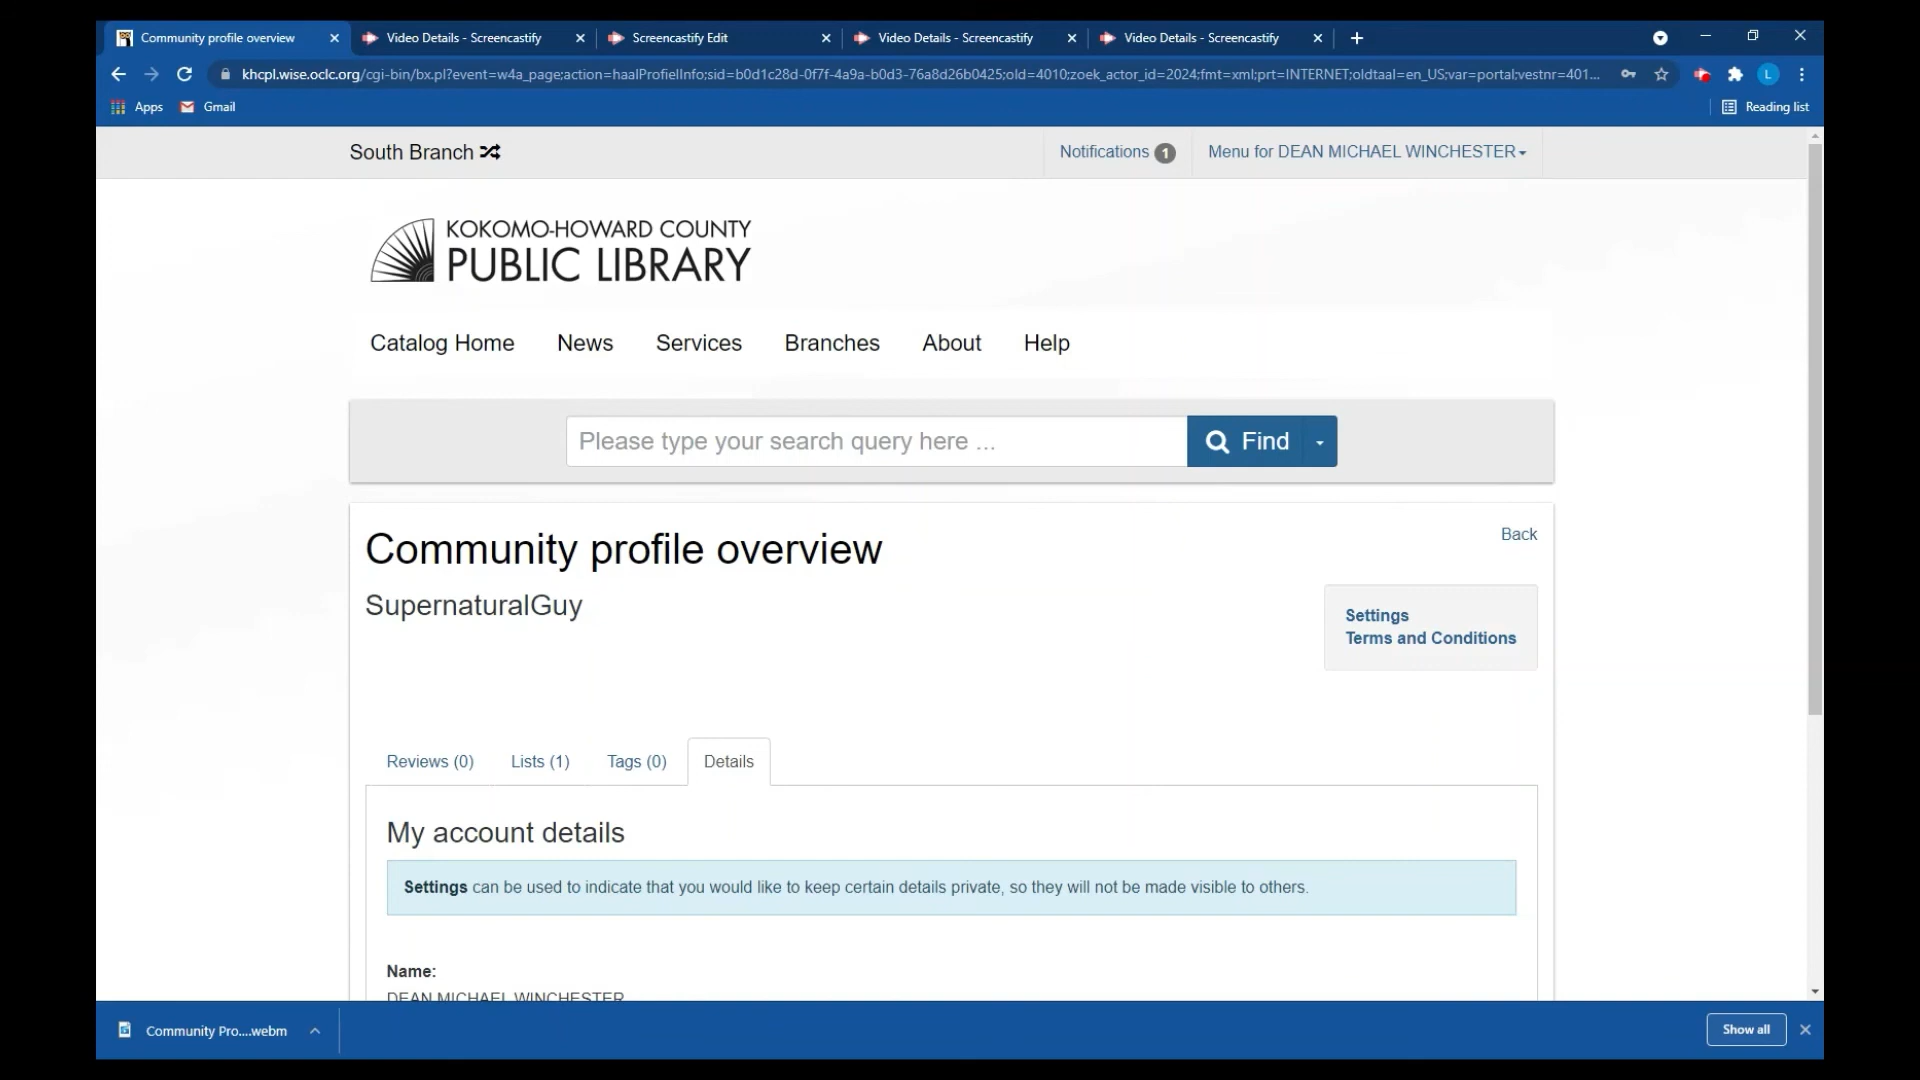 Community profile overview
Video Details - Screencastify
Screencastify Edit
Video Details - Screencastify
Video Details - Screencastify
khcpl.wise.oclc.org/cgi-bin/bx.pl?event=w4a_page;action=haalProfielInfo;sid=b0d1c28d-0f7f-4a9a-b0d3-76a8d26b0425;old=4010;zoek_actor_id=2024;fmt=xml;prt=INTERNET;oldtaal=en_US;var=portal;vestnr=401...
L
Apps
Gmail
Reading list
South Branch
Notifications 1
Menu for DEAN MICHAEL WINCHESTER
KOKOMO-HOWARD COUNTY
PUBLIC LIBRARY
Catalog Home
News
Services
Branches
About
Help
Please type your search query here ...
Find
Community profile overview
Back
SupernaturalGuy
Settings
Terms and Conditions
Reviews (0)
Lists (1)
Tags (0)
Details
My account details
Settings can be used to indicate that you would like to keep certain details private, so they will not be made visible to others.
Name:
DEAN MICHAEL WINCHESTER
Community Pro....webm
Show all